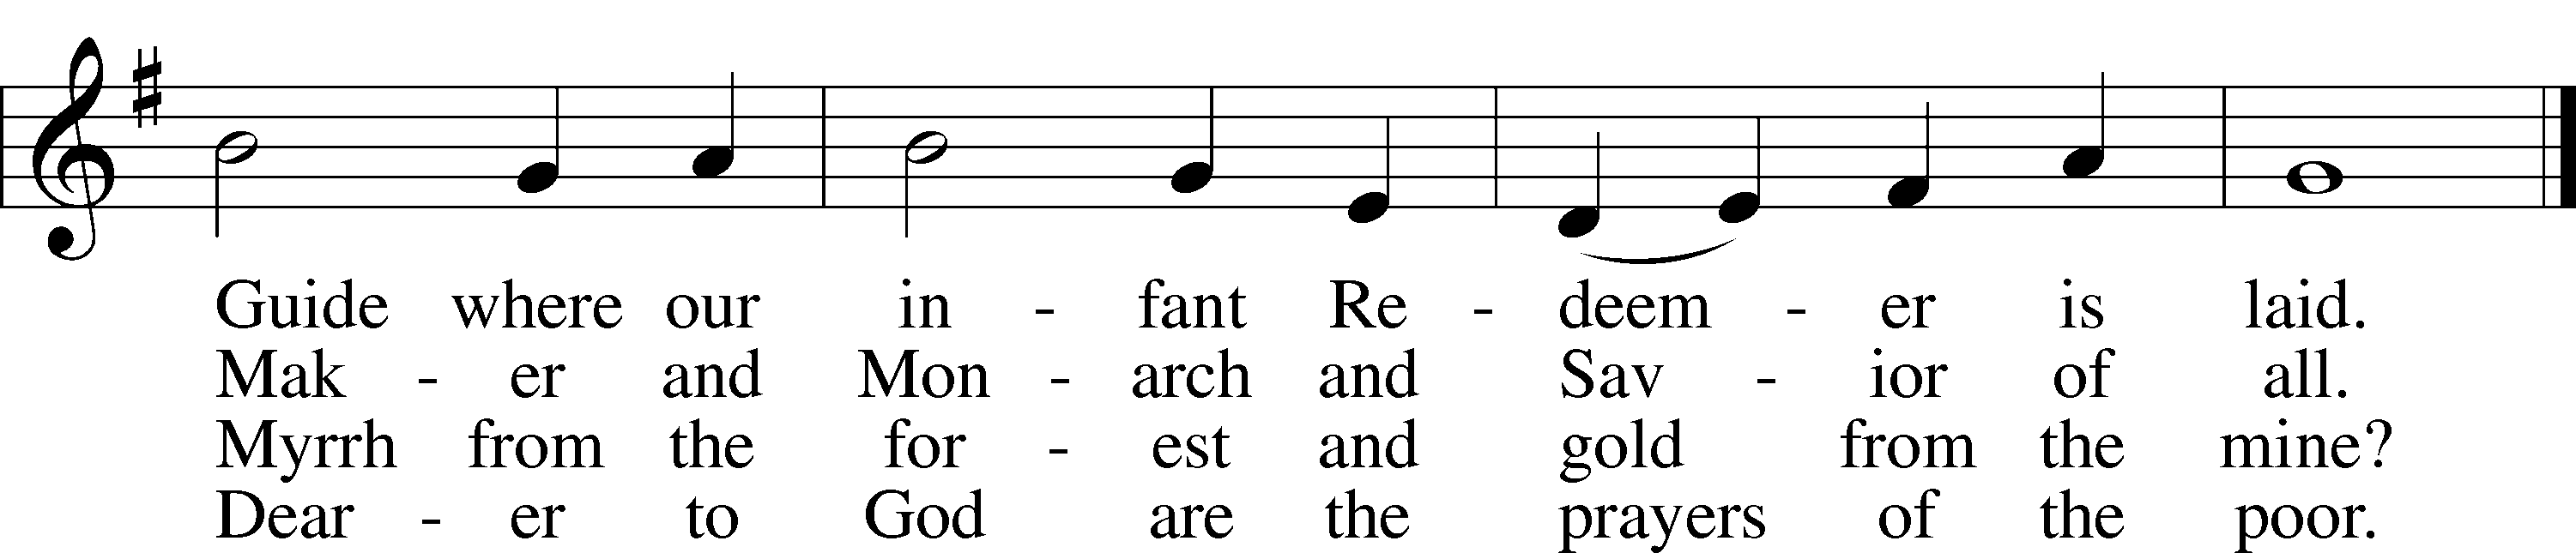 Guide where our in - fant Re - deem - er is laid.
Mak - er and Mon - arch and Sav - ior of all.
Myrrh from the for - est and gold from the mine?
Dear - er to God are the prayers of the poor.